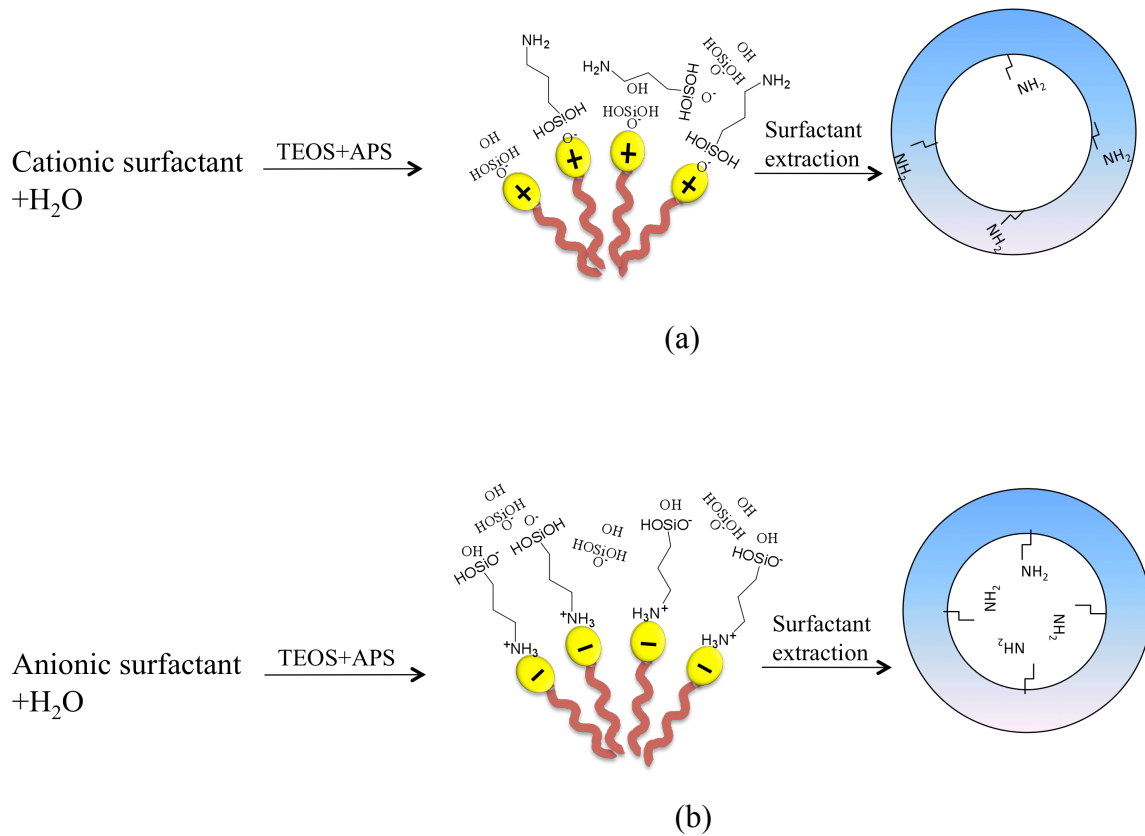 NH₂
OH
HOSiOH
O⁻
H₂N
OH
HOSiOH
O⁻
NH₂
HOSiOH
O⁻
OH
HOSiOH
O⁻
HOSiOH
O⁻
HOSiOH
O⁻
+
+
+
+
Cationic surfactant
+H₂O
TEOS+APS
Surfactant
extraction
NH₂
NH₂
NH₂
NH₂
(a)
OH
HOSiOH
O⁻
O⁻
HOSiOH
OH
HOSiO⁻
OH
HOSiOH
O⁻
OH
HOSiO⁻
OH
HOSiOH
O⁻
OH
HOSiO⁻
⁺NH₃
⁺NH₃
H₃N⁺
H₃N⁺
−
−
−
−
Anionic surfactant
+H₂O
TEOS+APS
Surfactant
extraction
NH₂
NH₂
NH₂
NH₂
(b)